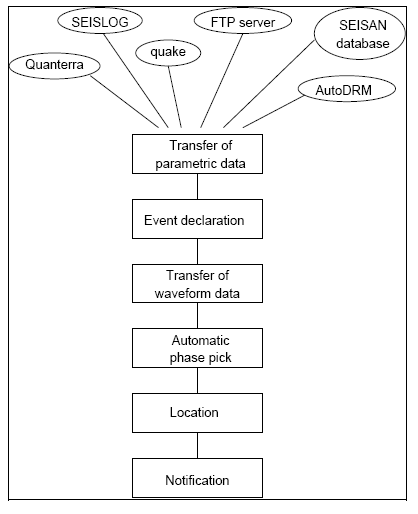 SEISLOG
FTP server
SEISAN
database
quake
Quanterra
AutoDRM
Transfer of
parametric data
Event declaration
Transfer of
waveform data
Automatic
phase pick
Location
Notification